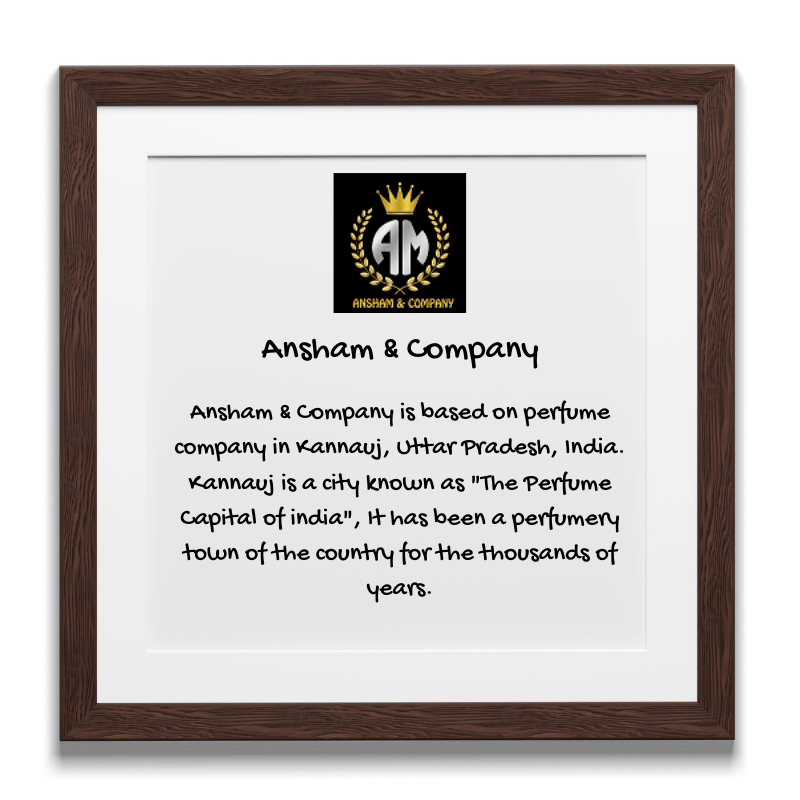 AM
ANSHAM & COMPANY
Ansham & Company
Ansham & Company is based on perfume
company in Kannauj, Uttar Pradesh, India.
Kannauj is a city known as "The Perfume
Capital of india", It has been a perfumery
town of the country for the thousands of
years.